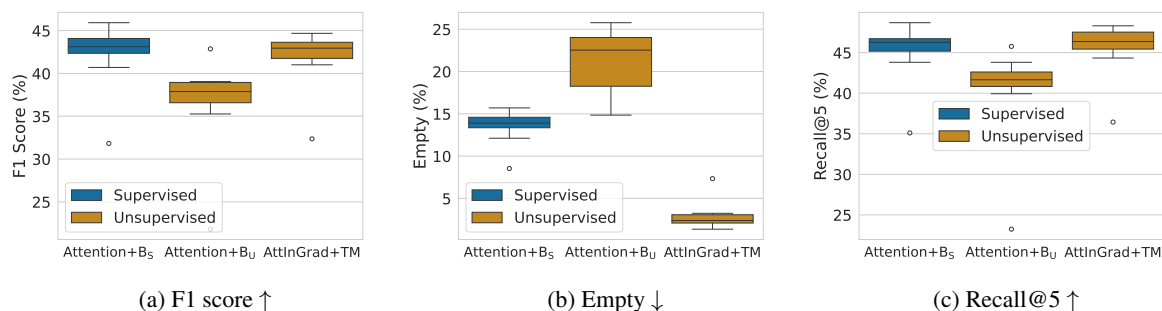 F1 Score (%)
45
40
35
30
25
Supervised
Unsupervised
Attention+B_S
Attention+B_U
AttInGrad+TM
(a) F1 score ↑
Empty (%)
25
20
15
10
5
Supervised
Unsupervised
Attention+B_S
Attention+B_U
AttInGrad+TM
(b) Empty ↓
Recall@5 (%)
45
40
35
30
25
Supervised
Unsupervised
Attention+B_S
Attention+B_U
AttInGrad+TM
(c) Recall@5 ↑